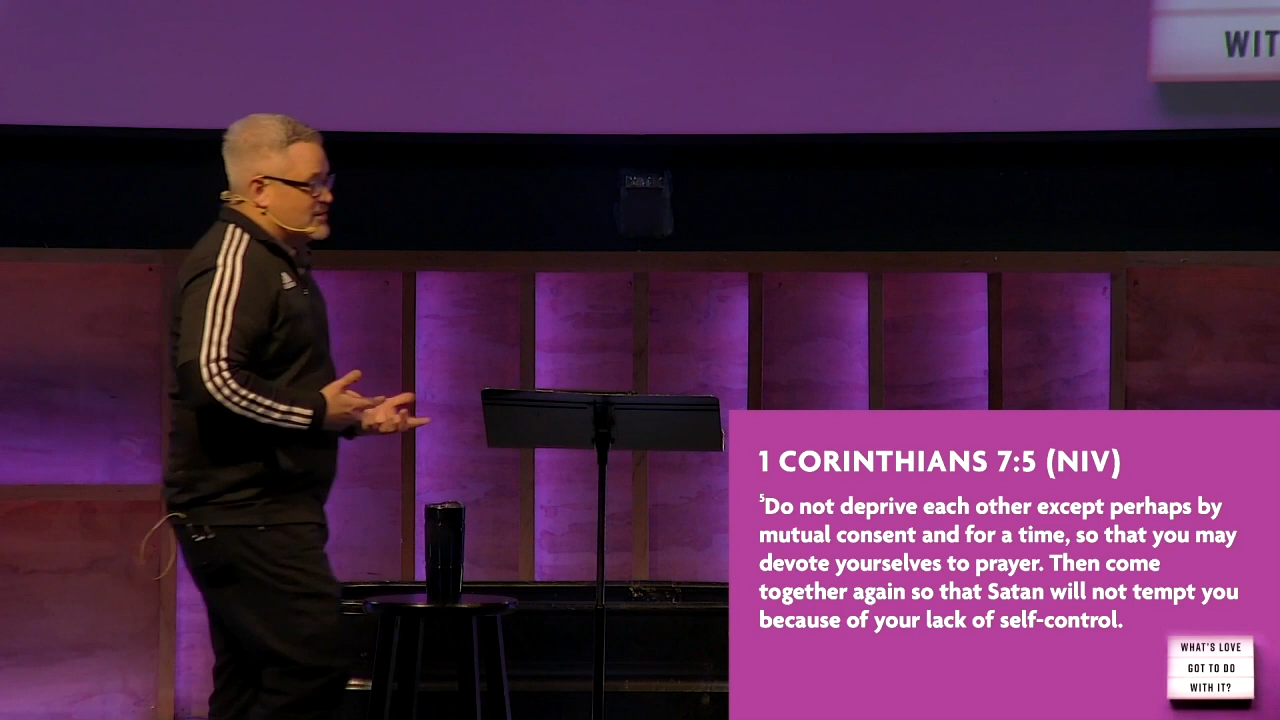 WIT
1 CORINTHIANS 7:5 (NIV)
⁵Do not deprive each other except perhaps by
mutual consent and for a time, so that you may
devote yourselves to prayer. Then come
together again so that Satan will not tempt you
because of your lack of self-control.
WHAT'S LOVE
GOT TO DO
WITH IT?